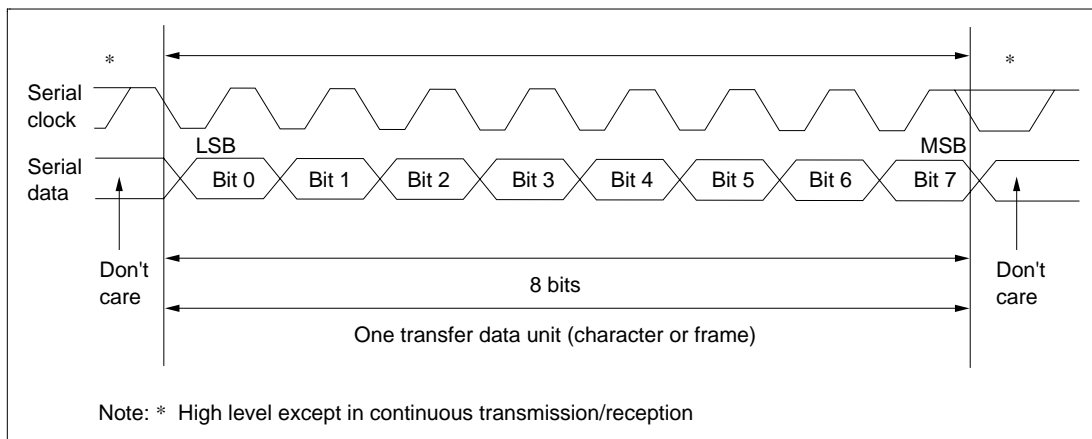 * *
Serial
clock
LSB MSB
Serial
data
Bit 0 Bit 1 Bit 2 Bit 3 Bit 4 Bit 5 Bit 6 Bit 7
Don't
care
Don't
care
8 bits
One transfer data unit (character or frame)
Note: * High level except in continuous transmission/reception